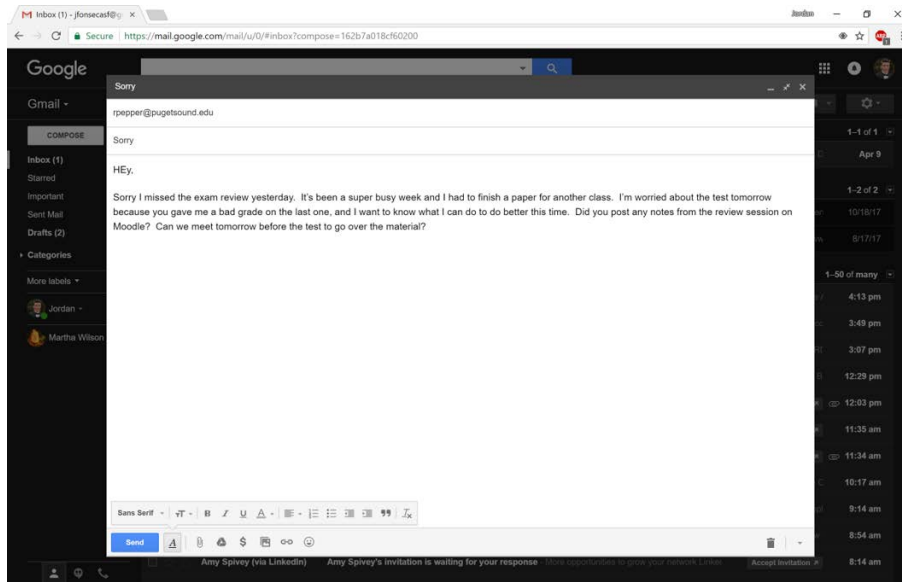 Inbox (1) - jfonsecasf@g
Jordan
Secure https://mail.google.com/mail/u/0/#inbox?compose=162b7a018cf60200
Google
Sorry
Gmail
rpepper@pugetsound.edu
COMPOSE
1–1 of 1
Sorry
Inbox (1)
Apr 9
HEy,
Starred
Important
Sorry I missed the exam review yesterday. It's been a super busy week and I had to finish a paper for another class. I'm worried about the test tomorrow
1–2 of 2
Sent Mail
because you gave me a bad grade on the last one, and I want to know what I can do to do better this time. Did you post any notes from the review session on
10/18/17
Drafts (2)
Moodle? Can we meet tomorrow before the test to go over the material?
8/17/17
Categories
1–50 of many
More labels
4:13 pm
Jordan
3:49 pm
Martha Wilson
3:07 pm
12:29 pm
12:03 pm
11:35 am
11:34 am
10:17 am
Sans Serif
9:14 am
Send
8:54 am
Amy Spivey (via LinkedIn) Amy Spivey's invitation is waiting for your response - More opportunities to grow your network Linked Accept Invitation 8:14 am